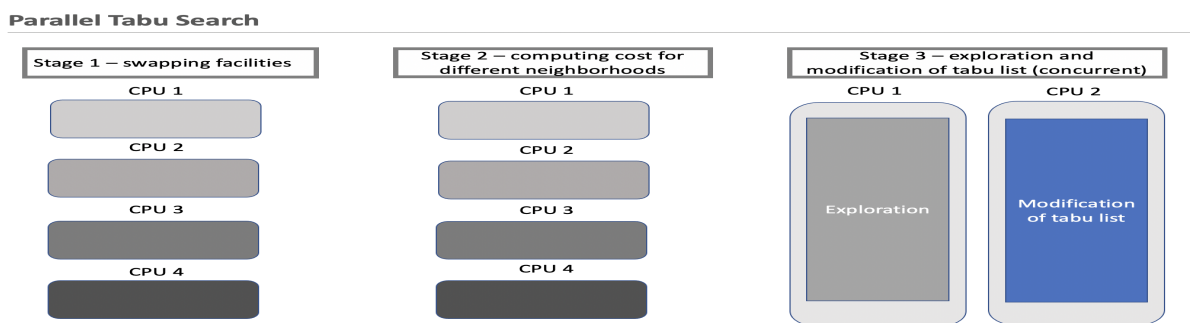 Parallel Tabu Search
Stage 1 – swapping facilities
CPU 1
CPU 2
CPU 3
CPU 4
Stage 2 – computing cost for
different neighborhoods
CPU 1
CPU 2
CPU 3
CPU 4
Stage 3 – exploration and
modification of tabu list (concurrent)
CPU 1
Exploration
CPU 2
Modification
of tabu list